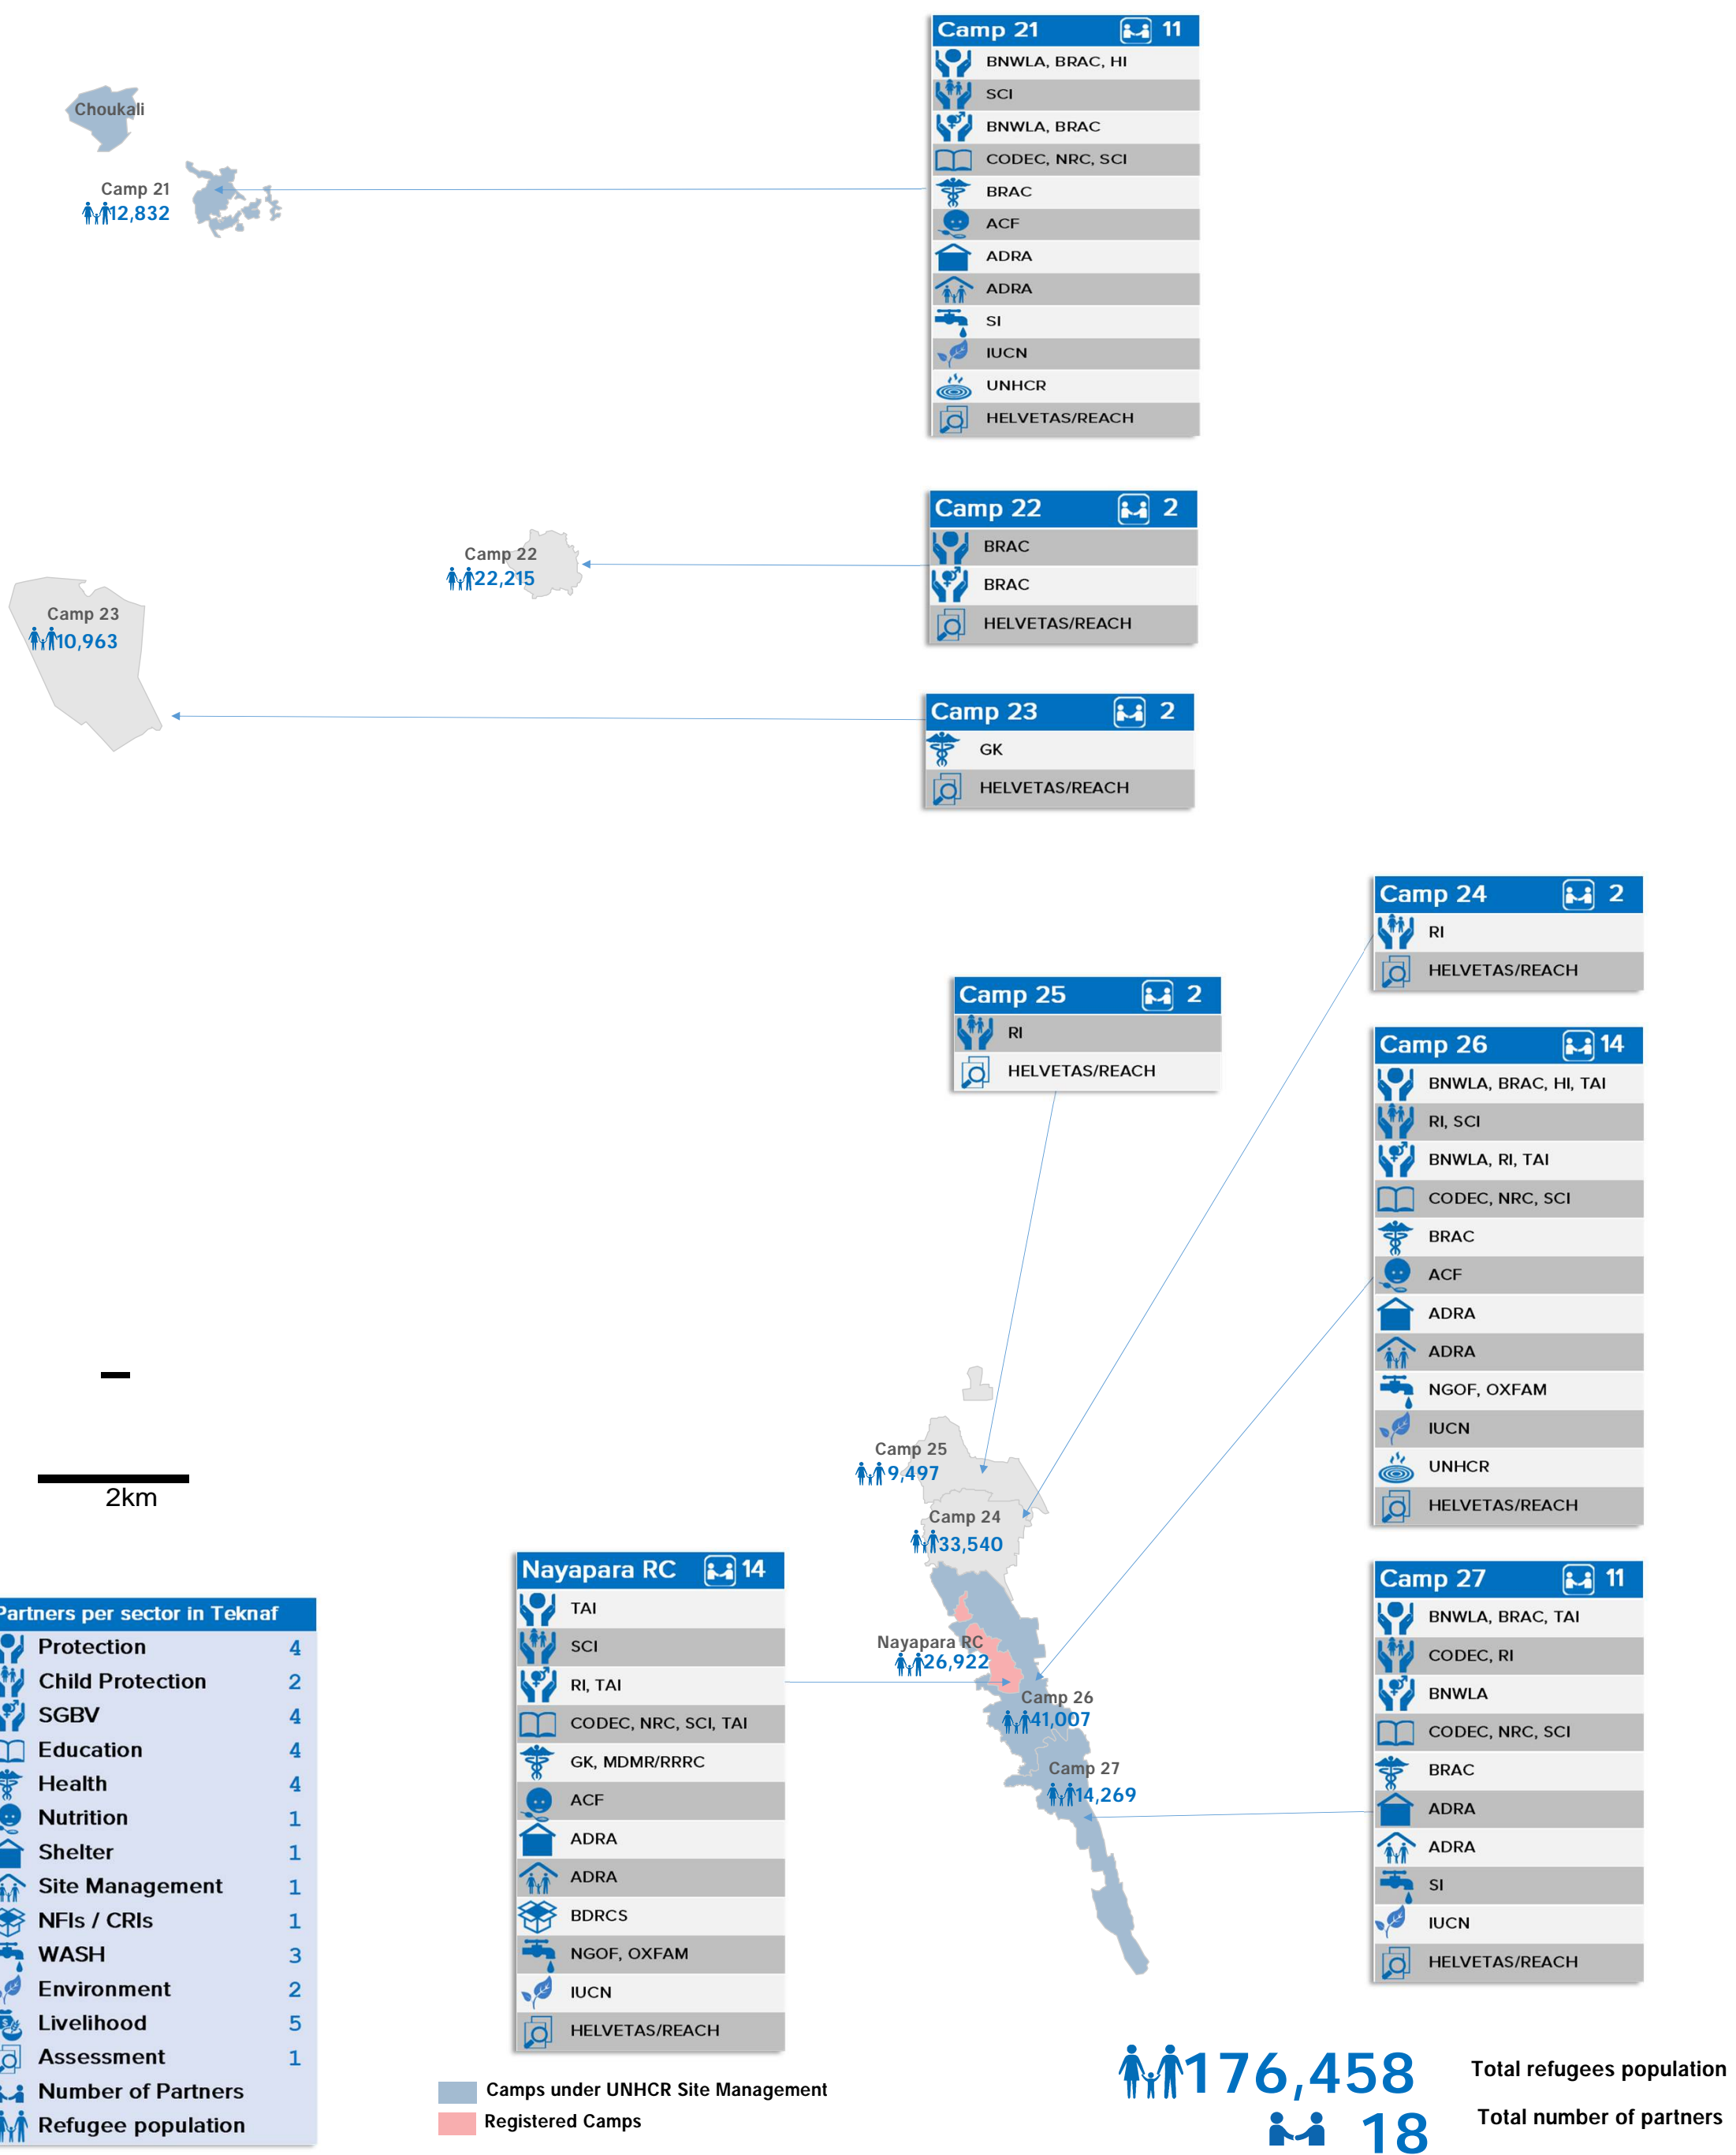 Camp 21 11
BNWLA, BRAC, HI
SCI
BNWLA, BRAC
CODEC, NRC, SCI
BRAC
ACF
ADRA
ADRA
SI
IUCN
UNHCR
HELVETAS/REACH
Choukali
Camp 21
12,832
Camp 22 2
BRAC
BRAC
HELVETAS/REACH
Camp 22
22,215
Camp 23
10,963
Camp 23 2
GK
HELVETAS/REACH
Camp 24 2
RI
HELVETAS/REACH
Camp 25 2
RI
HELVETAS/REACH
Camp 26 14
BNWLA, BRAC, HI, TAI
RI, SCI
BNWLA, RI, TAI
CODEC, NRC, SCI
BRAC
ACF
ADRA
ADRA
NGOF, OXFAM
IUCN
UNHCR
HELVETAS/REACH
2km
Camp 25
9,497
Camp 24
33,540
Nayapara RC
26,922
Camp 26
41,007
Camp 27
14,269
Nayapara RC 14
TAI
SCI
RI, TAI
CODEC, NRC, SCI, TAI
GK, MDMR/RRRC
ACF
ADRA
ADRA
BDRCS
NGOF, OXFAM
IUCN
HELVETAS/REACH
Camp 27 11
BNWLA, BRAC, TAI
CODEC, RI
BNWLA
CODEC, NRC, SCI
BRAC
ADRA
ADRA
SI
IUCN
HELVETAS/REACH
Partners per sector in Teknaf
Protection 4
Child Protection 2
SGBV 4
Education 4
Health 4
Nutrition 1
Shelter 1
Site Management 1
NFIs / CRIs 1
WASH 3
Environment 2
Livelihood 5
Assessment 1
Number of Partners
Refugee population
Camps under UNHCR Site Management
Registered Camps
176,458 Total refugees population
18 Total number of partners